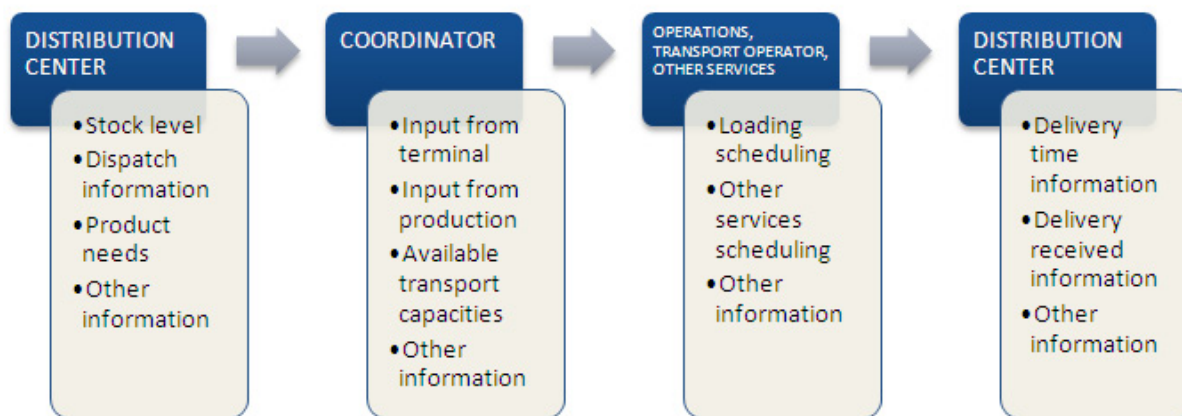 DISTRIBUTION
CENTER
•Stock level
•Dispatch
information
•Product
needs
•Other
information
COORDINATOR
•Input from
terminal
•Input from
production
•Available
transport
capacities
•Other
information
OPERATIONS,
TRANSPORT OPERATOR,
OTHER SERVICES
•Loading
scheduling
•Other
services
scheduling
•Other
information
DISTRIBUTION
CENTER
•Delivery
time
information
•Delivery
received
information
•Other
information